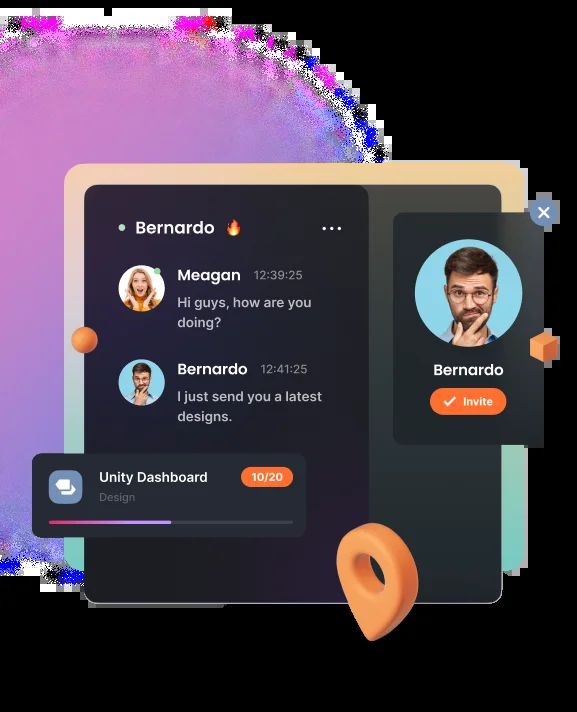 Bernardo 🔥
Meagan 12:39:25
Hi guys, how are you
doing?
Bernardo 12:41:25
I just send you a latest
designs.
Bernardo
Invite
Unity Dashboard 10/20
Design